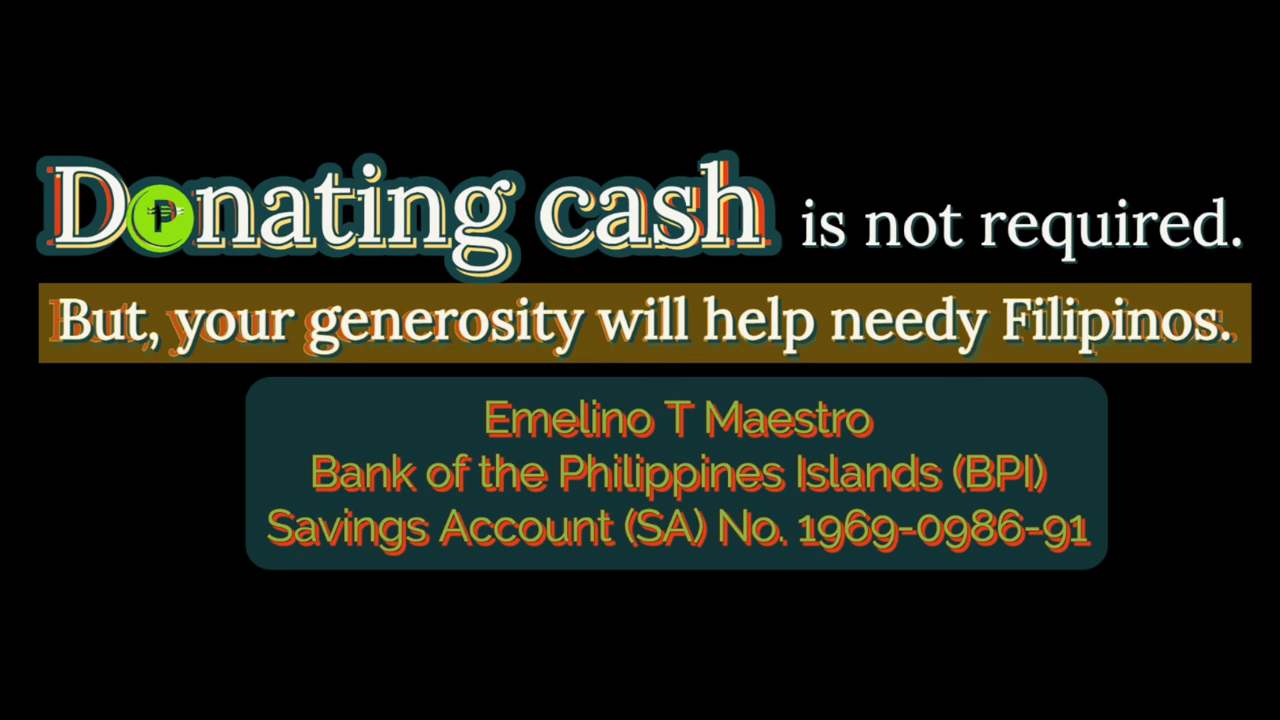 Donating cash is not required.
But, your generosity will help needy Filipinos.
Emelino T Maestro
Bank of the Philippines Islands (BPI)
Savings Account (SA) No. 1969-0986-91